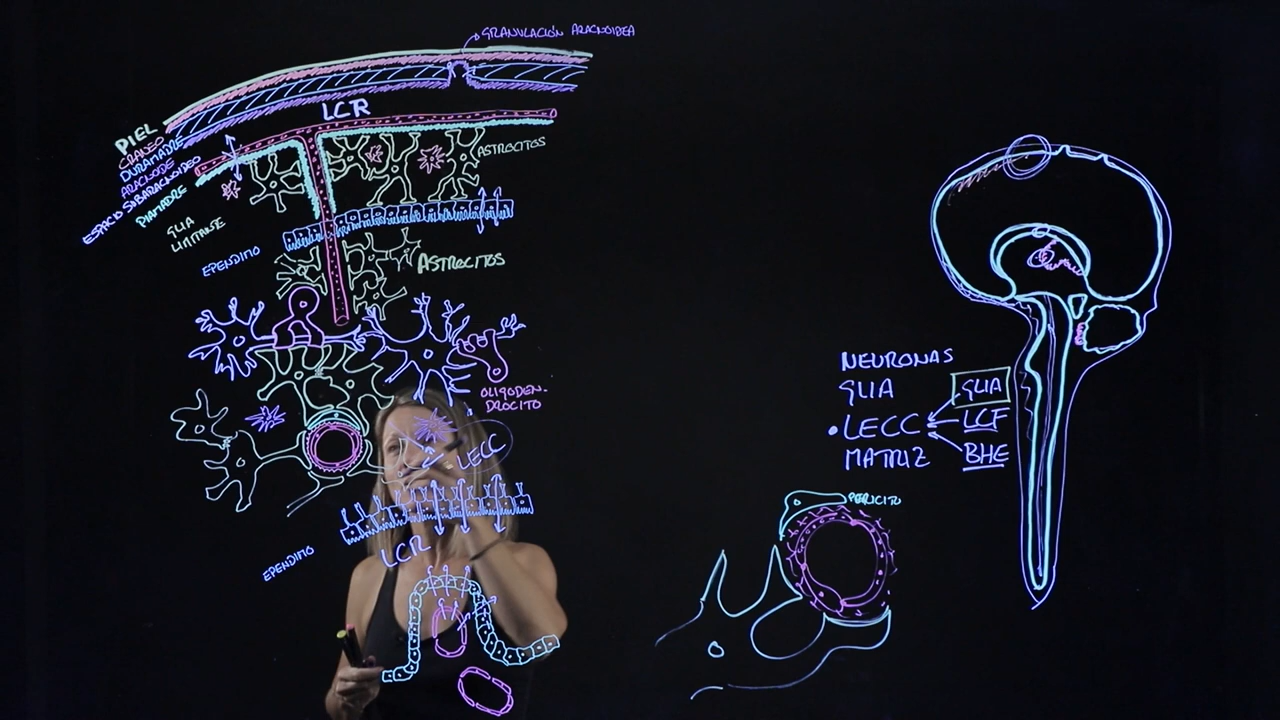 GRANULACIÓN ARACNOIDEA
LCR
PIEL
CRANEO
DURAMADRE
ARACNOIDE
ESPACIO SUBARACNOIDEO
PIAMADRE
GLIA
LIMITANTE
ASTROCITOS
EPENDIMO
ASTROCITOS
OLIGODEN-
DROCITO
LECC
EPENDIMO
LCR
NEURONAS
GLIA
• LECC
MATRIZ
GLIA
LCF
BHE
PERICITO